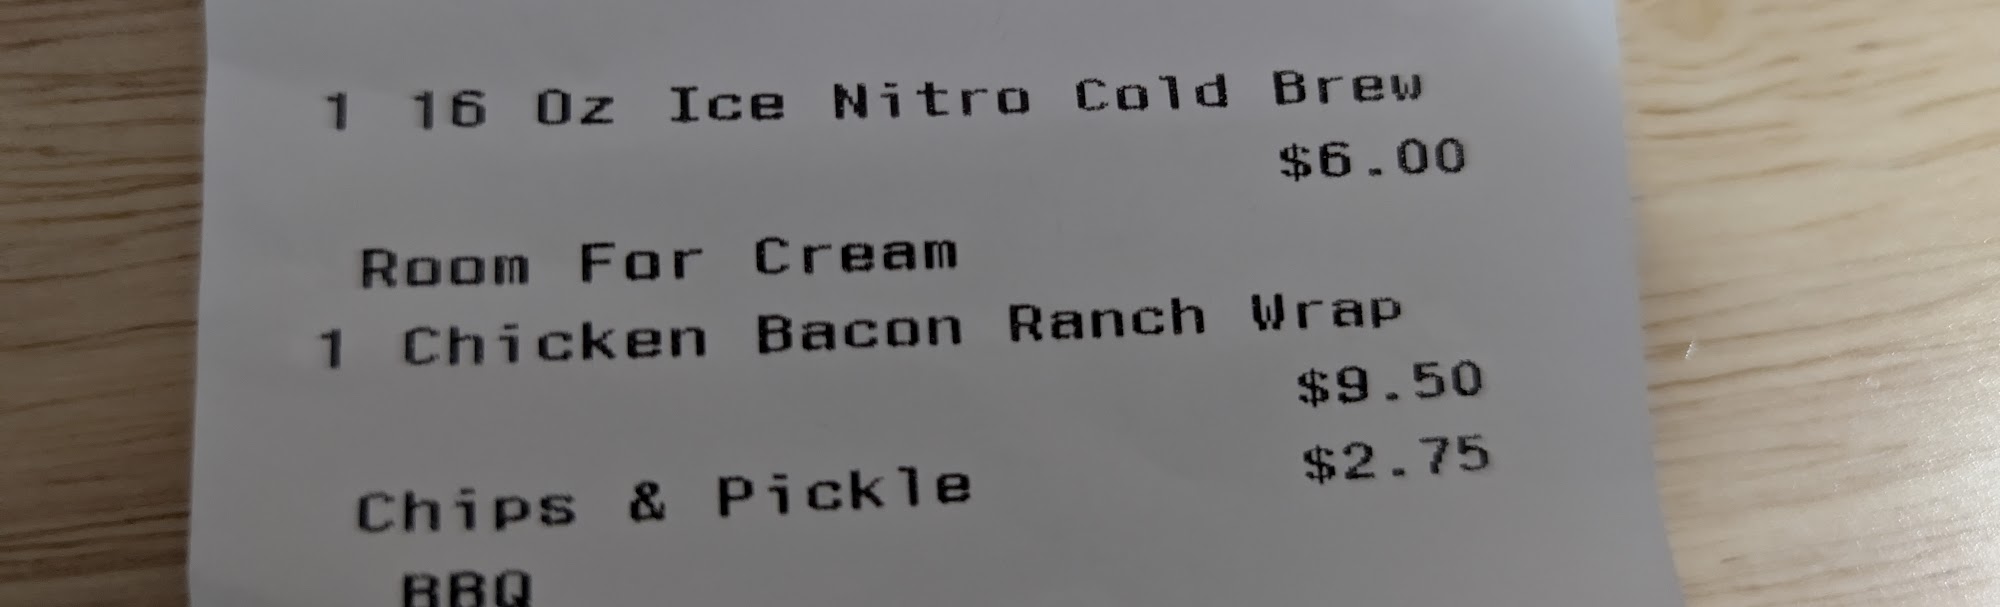 1 16 Oz Ice Nitro Cold Brew
$6.00
Room For Cream
1 Chicken Bacon Ranch Wrap
$9.50
Chips & Pickle $2.75
BBQ